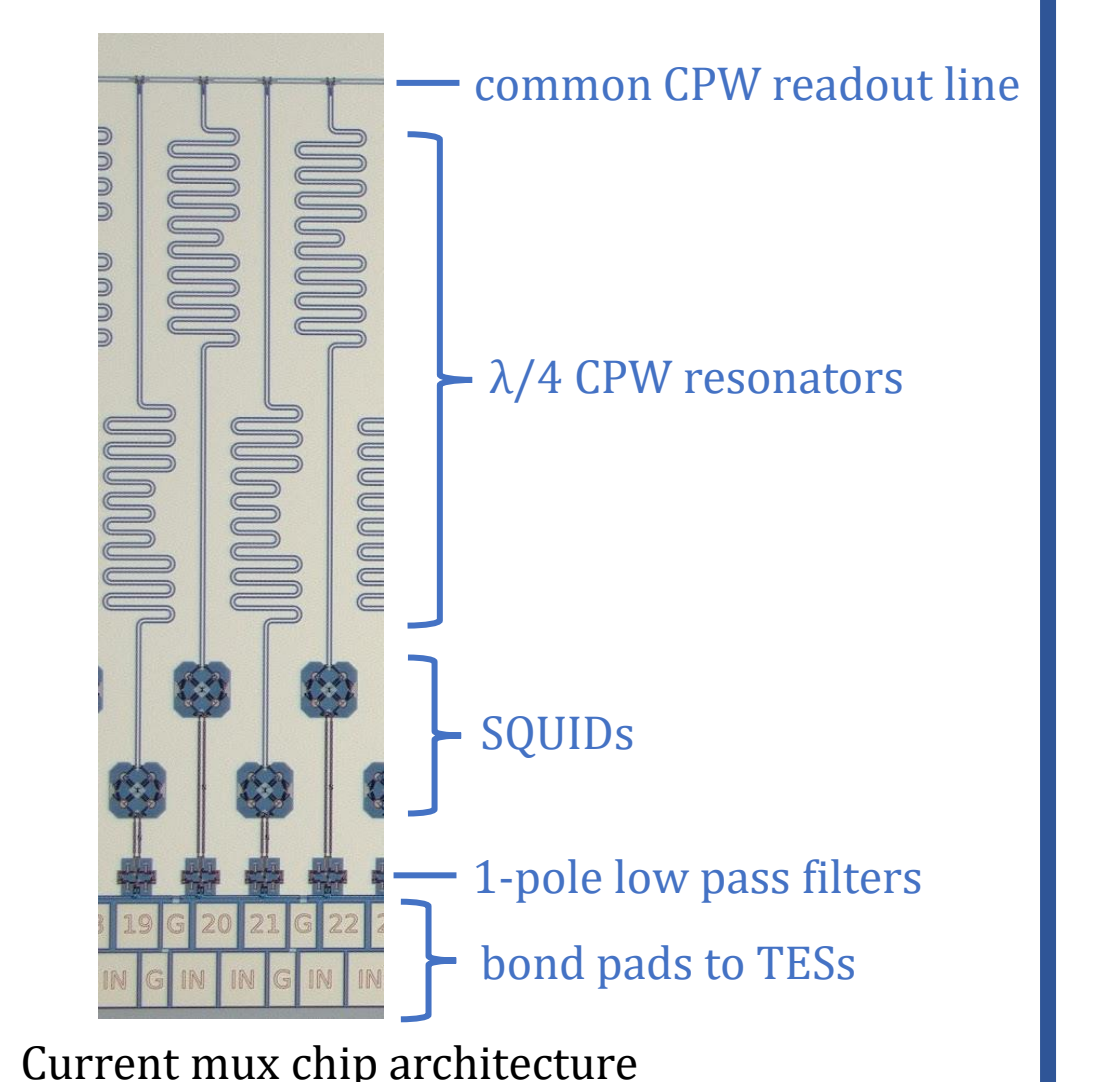 common CPW readout line
λ/4 CPW resonators
SQUIDs
1-pole low pass filters
19 G 20 21 G 22 2
bond pads to TESs
IN G IN IN G IN IN
Current mux chip architecture